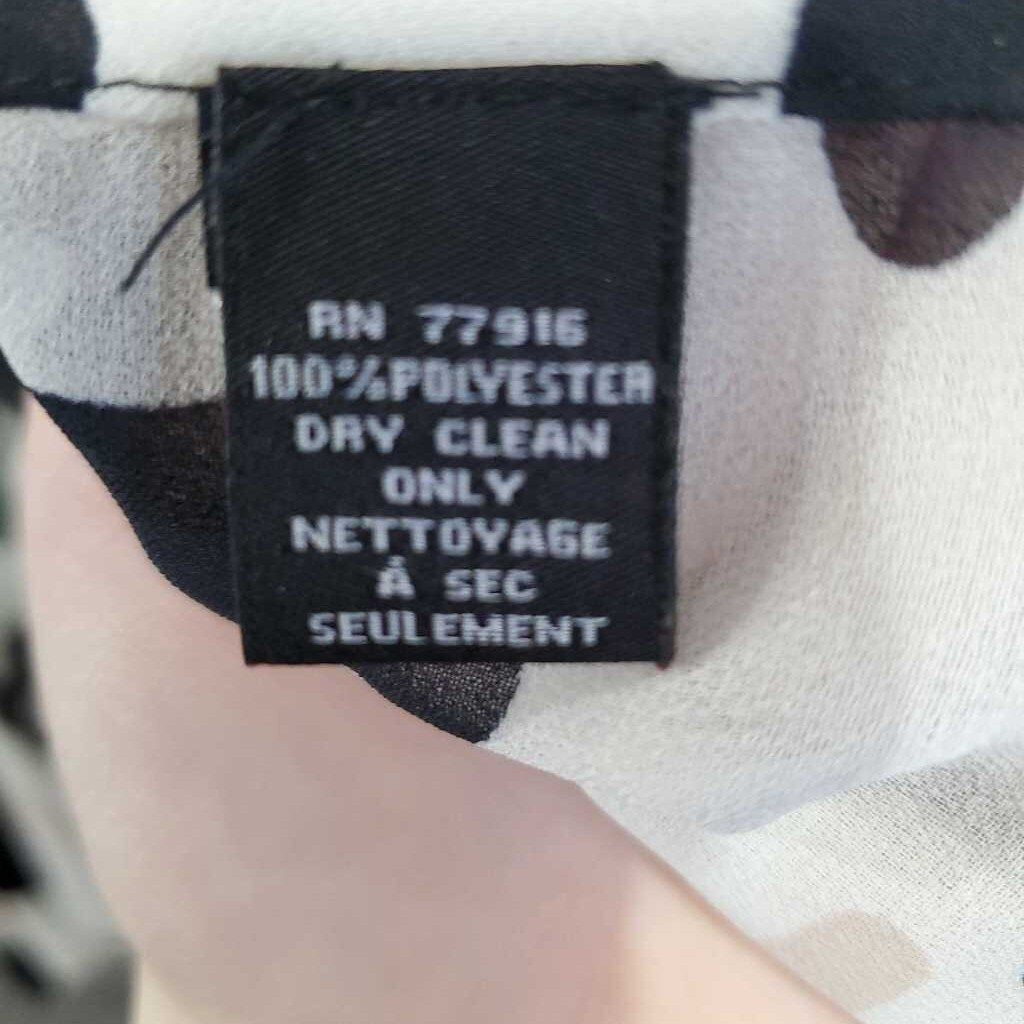 RN 77916
100%POLYESTER
DRY CLEAN
ONLY
NETTOYAGE
À SEC
SEULEMENT